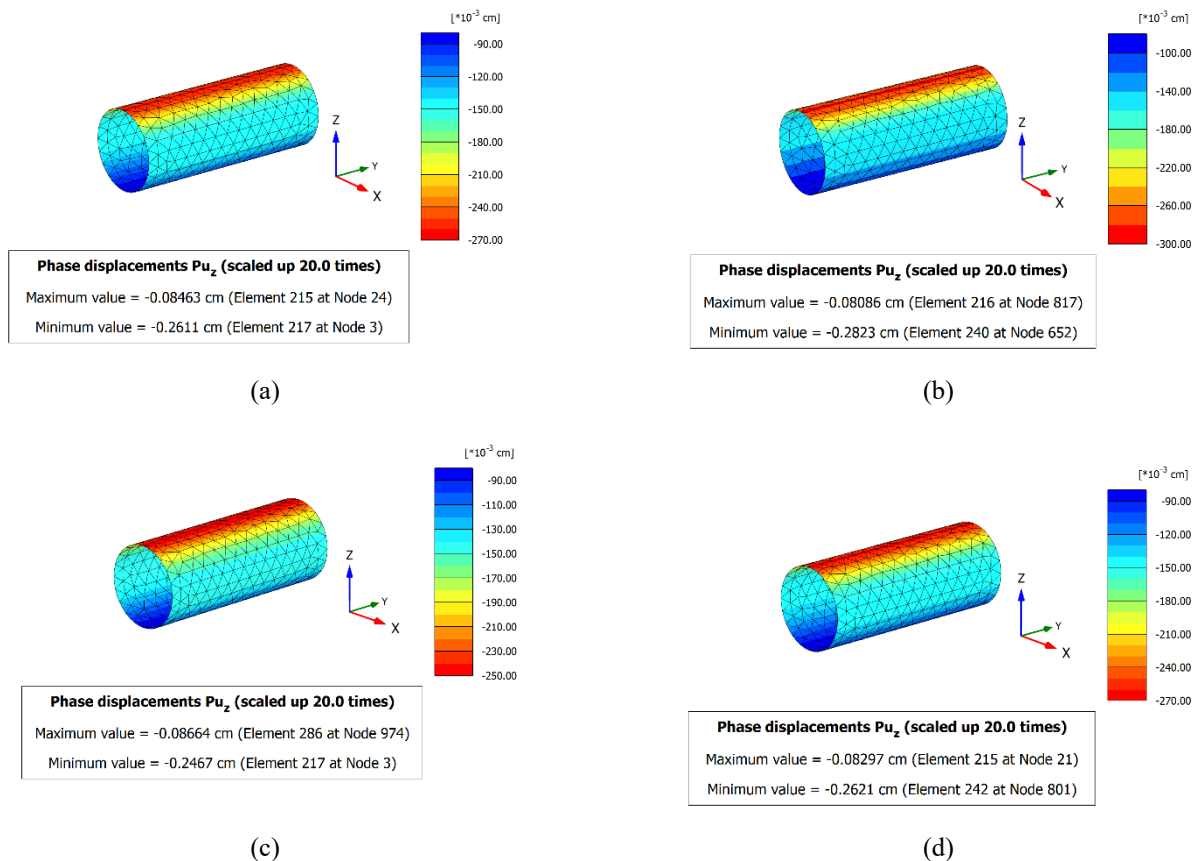 [*10⁻³ cm]
-90.00
-120.00
-150.00
-180.00
-210.00
-240.00
-270.00
Z
Y
X
Phase displacements Pu_z (scaled up 20.0 times)
Maximum value = -0.08463 cm (Element 215 at Node 24)
Minimum value = -0.2611 cm (Element 217 at Node 3)
(a)
[*10⁻³ cm]
-100.00
-140.00
-180.00
-220.00
-260.00
-300.00
Z
Y
X
Phase displacements Pu_z (scaled up 20.0 times)
Maximum value = -0.08086 cm (Element 216 at Node 817)
Minimum value = -0.2823 cm (Element 240 at Node 652)
(b)
[*10⁻³ cm]
-90.00
-110.00
-130.00
-150.00
-170.00
-190.00
-210.00
-230.00
-250.00
Z
Y
X
Phase displacements Pu_z (scaled up 20.0 times)
Maximum value = -0.08664 cm (Element 286 at Node 974)
Minimum value = -0.2467 cm (Element 217 at Node 3)
(c)
[*10⁻³ cm]
-90.00
-120.00
-150.00
-180.00
-210.00
-240.00
-270.00
Z
Y
X
Phase displacements Pu_z (scaled up 20.0 times)
Maximum value = -0.08297 cm (Element 215 at Node 21)
Minimum value = -0.2621 cm (Element 242 at Node 801)
(d)